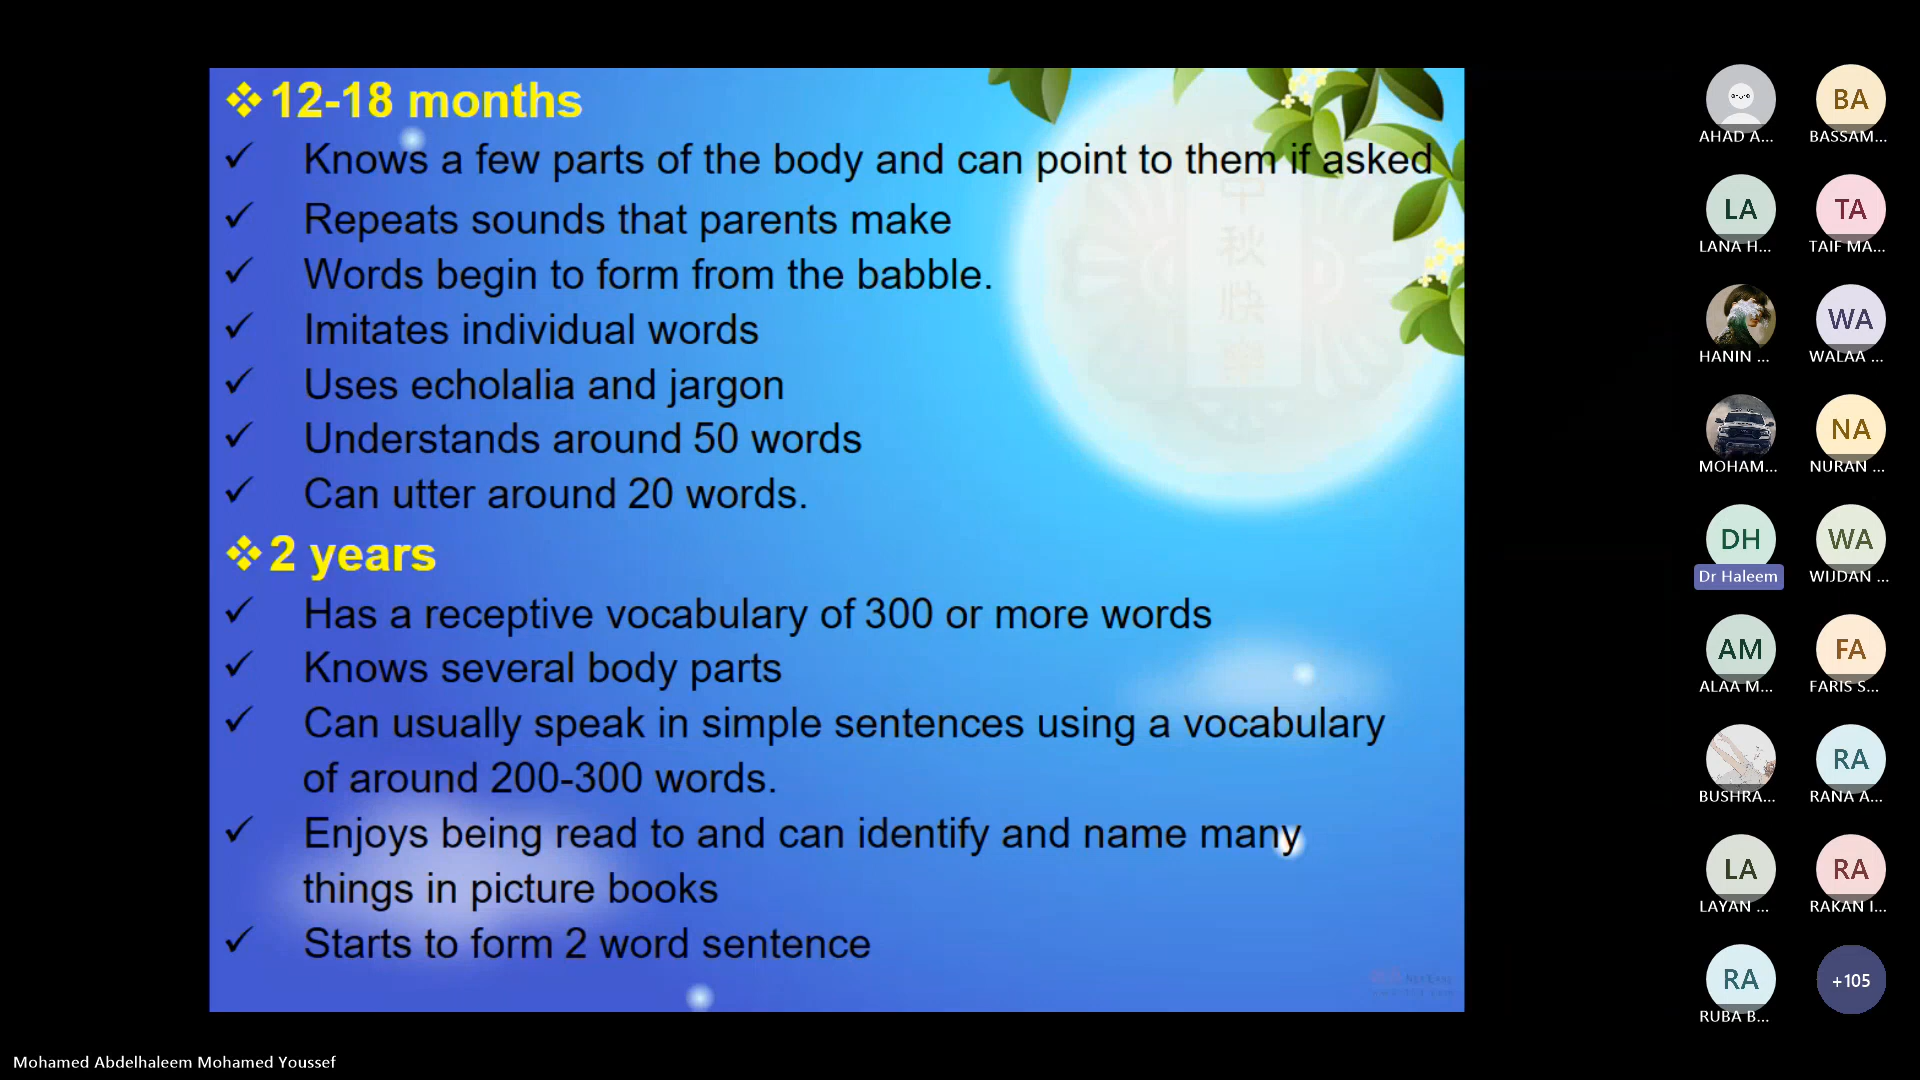 ❖12-18 months
✓ Knows a few parts of the body and can point to them if asked
✓ Repeats sounds that parents make
✓ Words begin to form from the babble.
✓ Imitates individual words
✓ Uses echolalia and jargon
✓ Understands around 50 words
✓ Can utter around 20 words.
❖2 years
✓ Has a receptive vocabulary of 300 or more words
✓ Knows several body parts
✓ Can usually speak in simple sentences using a vocabulary
of around 200-300 words.
✓ Enjoys being read to and can identify and name many
things in picture books
✓ Starts to form 2 word sentence
中
秋
快
樂
AHAD A...
BA
BASSAM...
LA
LANA H...
TA
TAIF MA...
HANIN ...
WA
WALAA ...
MOHAM...
NA
NURAN ...
DH
Dr Haleem
WA
WIJDAN ...
AM
ALAA M...
FA
FARIS S...
BUSHRA...
RA
RANA A...
LA
LAYAN ...
RA
RAKAN I...
RA
RUBA B...
+105
Mohamed Abdelhaleem Mohamed Youssef